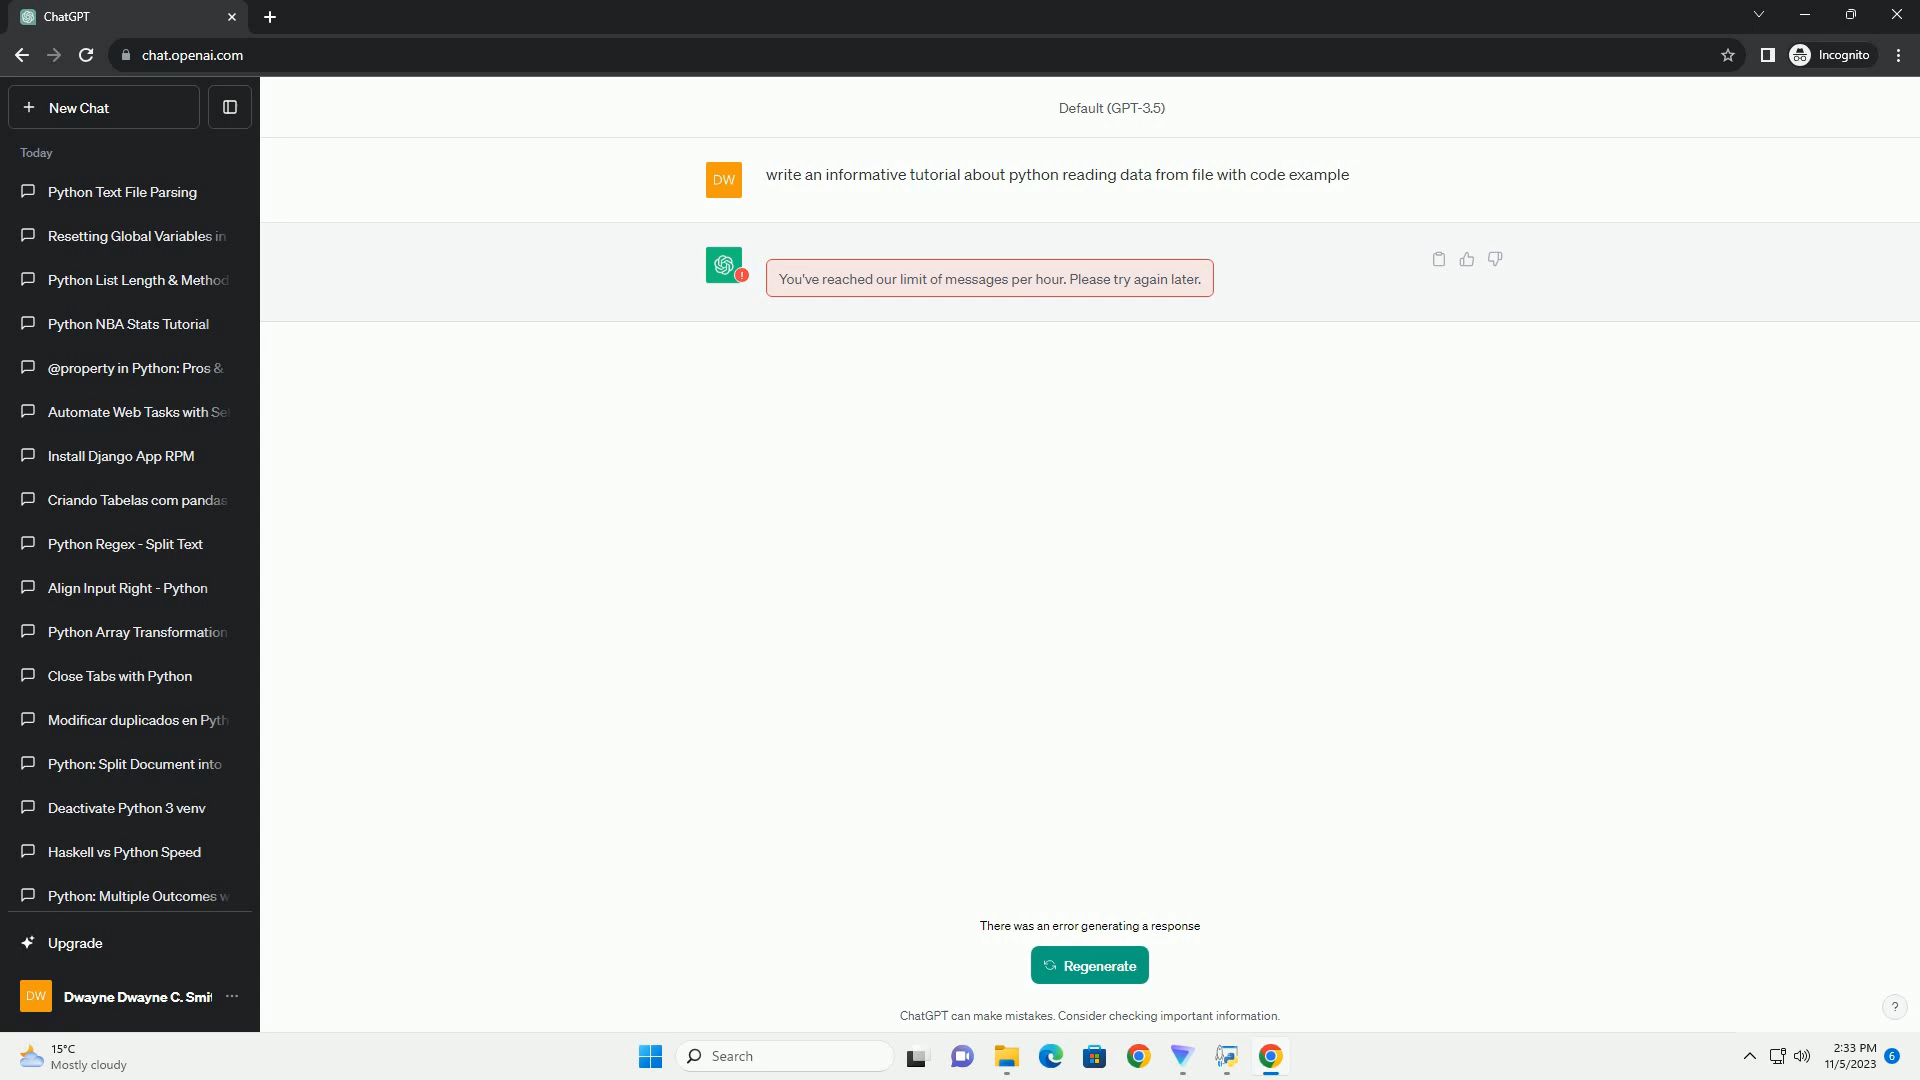 ChatGPT
chat.openai.com
Incognito
New Chat
Today
Python Text File Parsing
Resetting Global Variables in
Python List Length & Method
Python NBA Stats Tutorial
@property in Python: Pros &
Automate Web Tasks with Sel
Install Django App RPM
Criando Tabelas com pandas
Python Regex - Split Text
Align Input Right - Python
Python Array Transformation
Close Tabs with Python
Modificar duplicados en Pyth
Python: Split Document into
Deactivate Python 3 venv
Haskell vs Python Speed
Python: Multiple Outcomes w
Upgrade
DW Dwayne Dwayne C. Smit
Default (GPT-3.5)
DW write an informative tutorial about python reading data from file with code example
You've reached our limit of messages per hour. Please try again later.
There was an error generating a response
Regenerate
ChatGPT can make mistakes. Consider checking important information.
?
15°C
Mostly cloudy
Search
2:33 PM
11/5/2023
6